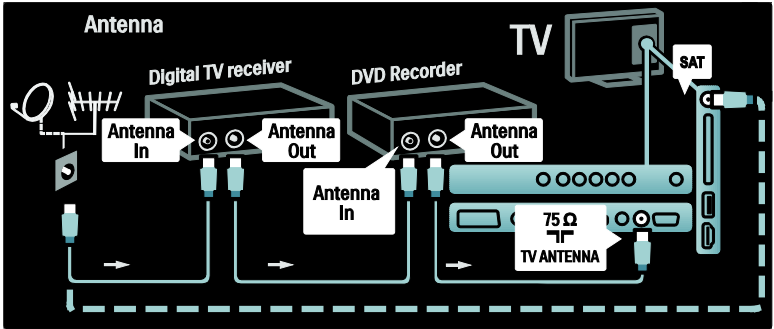 Antenna
TV
Digital TV receiver
DVD Recorder
SAT
Antenna
In
Antenna
Out
Antenna
In
Antenna
Out
75 Ω
TV ANTENNA